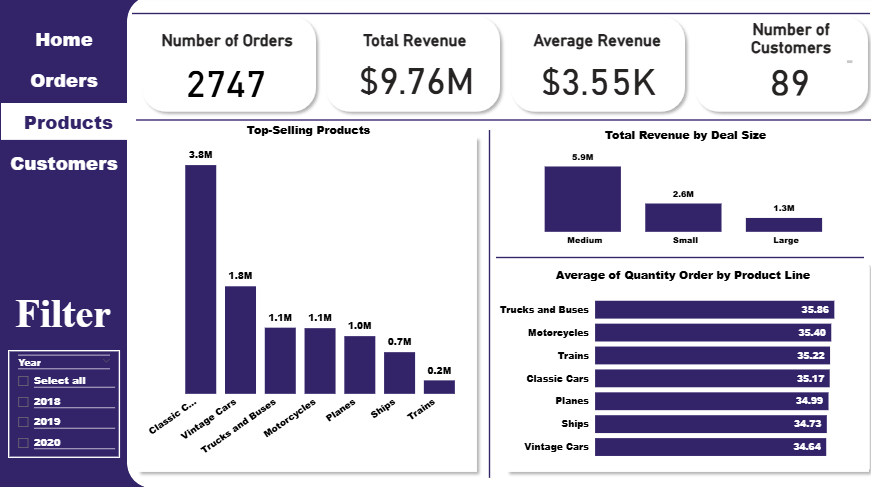 Home
Orders
Products
Customers
Filter
Year
Select all
2018
2019
2020
Number of Orders
2747
Total Revenue
$9.76M
Average Revenue
$3.55K
Number of
Customers
89
Top-Selling Products
3.8M
1.8M
1.1M
1.1M
1.0M
0.7M
0.2M
Classic C...
Vintage Cars
Trucks and Buses
Motorcycles
Planes
Ships
Trains
Total Revenue by Deal Size
5.9M
2.6M
1.3M
Medium
Small
Large
Average of Quantity Order by Product Line
Trucks and Buses 35.86
Motorcycles 35.40
Trains 35.22
Classic Cars 35.17
Planes 34.99
Ships 34.73
Vintage Cars 34.64